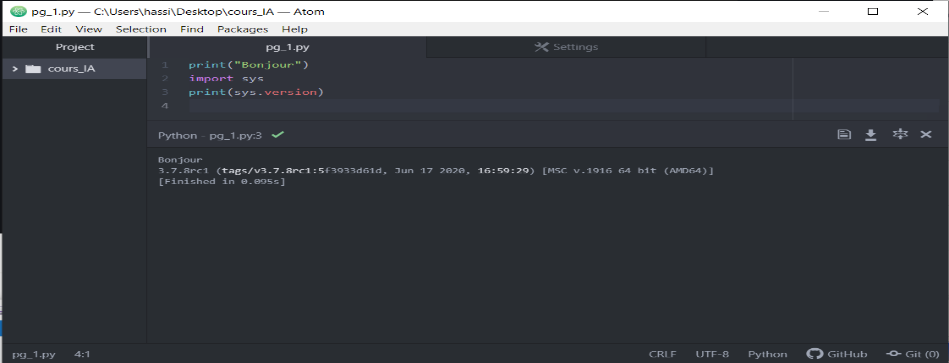 pg_1.py — C:\Users\hassi\Desktop\cours_IA — Atom
File Edit View Selection Find Packages Help
Project pg_1.py Settings
cours_IA
1 print("Bonjour")
2 import sys
3 print(sys.version)
4
Python - pg_1.py:3
Bonjour
3.7.8rc1 (tags/v3.7.8rc1:5f3933d61d, Jun 17 2020, 16:59:29) [MSC v.1916 64 bit (AMD64)]
[Finished in 0.095s]
pg_1.py 4:1 CRLF UTF-8 Python GitHub Git (0)